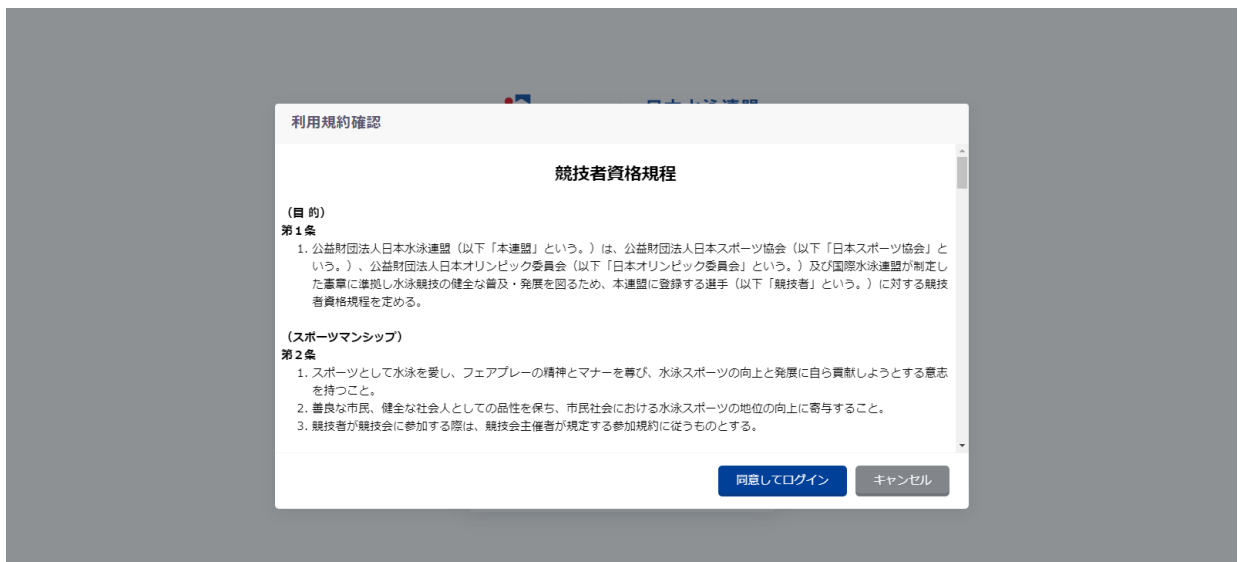 利用規約確認
競技者資格規程
（目 的）
第１条
1. 公益財団法人日本水泳連盟（以下「本連盟」という。）は、公益財団法人日本スポーツ協会（以下「日本スポーツ協会」と
いう。）、公益財団法人日本オリンピック委員会（以下「日本オリンピック委員会」という。）及び国際水泳連盟が制定し
た憲章に準拠し水泳競技の健全な普及・発展を図るため、本連盟に登録する選手（以下「競技者」という。）に対する競技
者資格規程を定める。
（スポーツマンシップ）
第２条
1. スポーツとして水泳を愛し、フェアプレーの精神とマナーを尊び、水泳スポーツの向上と発展に自ら貢献しようとする意志
を持つこと。
2. 善良な市民、健全な社会人としての品性を保ち、市民社会における水泳スポーツの地位の向上に寄与すること。
3. 競技者が競技会に参加する際は、競技会主催者が規定する参加規約に従うものとする。
同意してログイン キャンセル